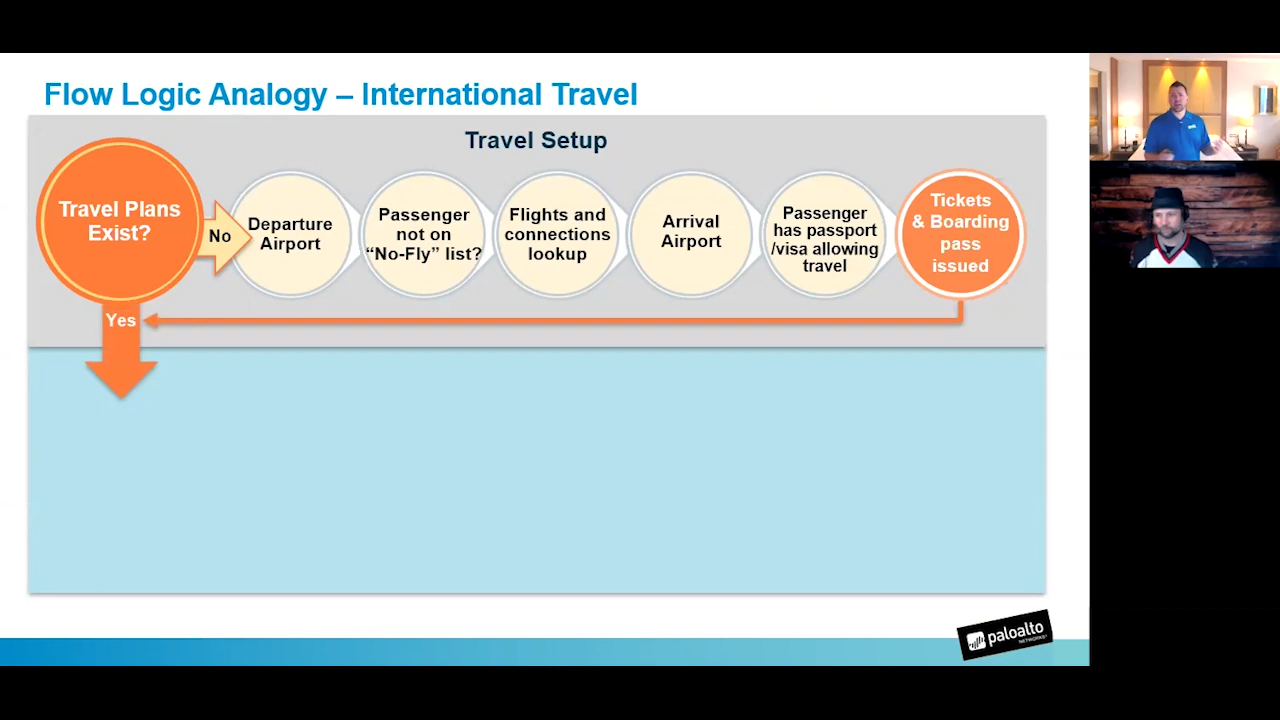 Flow Logic Analogy – International Travel
Travel Setup
Travel Plans
Exist?
No
Departure
Airport
Passenger
not on
“No-Fly” list?
Flights and
connections
lookup
Arrival
Airport
Passenger
has passport
/visa allowing
travel
Tickets
& Boarding
pass
issued
Yes
paloalto
NETWORKS